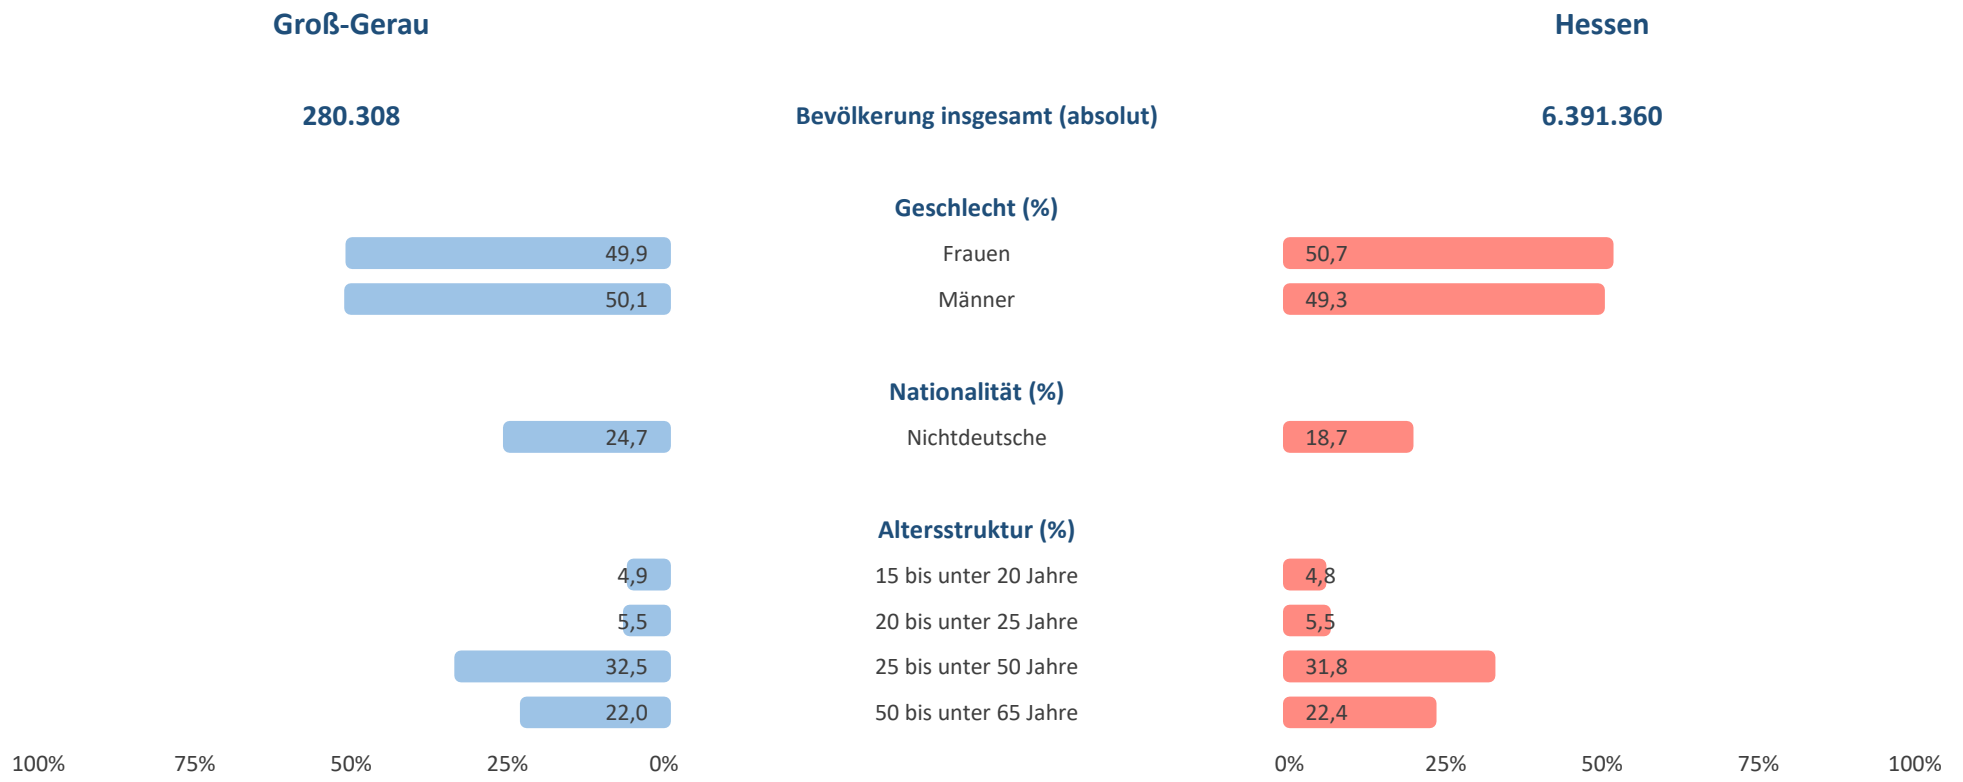 Groß-Gerau Hessen
280.308 Bevölkerung insgesamt (absolut) 6.391.360
Geschlecht (%)
49,9 Frauen 50,7
50,1 Männer 49,3
Nationalität (%)
24,7 Nichtdeutsche 18,7
Altersstruktur (%)
4,9 15 bis unter 20 Jahre 4,8
5,5 20 bis unter 25 Jahre 5,5
32,5 25 bis unter 50 Jahre 31,8
22,0 50 bis unter 65 Jahre 22,4
100% 75% 50% 25% 0% 0% 25% 50% 75% 100%